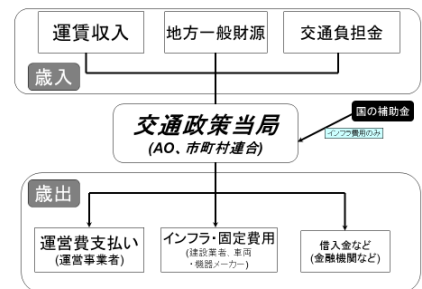 運賃収入
地方一般財源
交通負担金
歳入
交通政策当局
(AO、市町村連合)
国の補助金
インフラ費用のみ
歳出
運営費支払い
(運営事業者)
インフラ・固定費用
(建設業者、車両
・機器メーカー)
借入金など
(金融機関など)